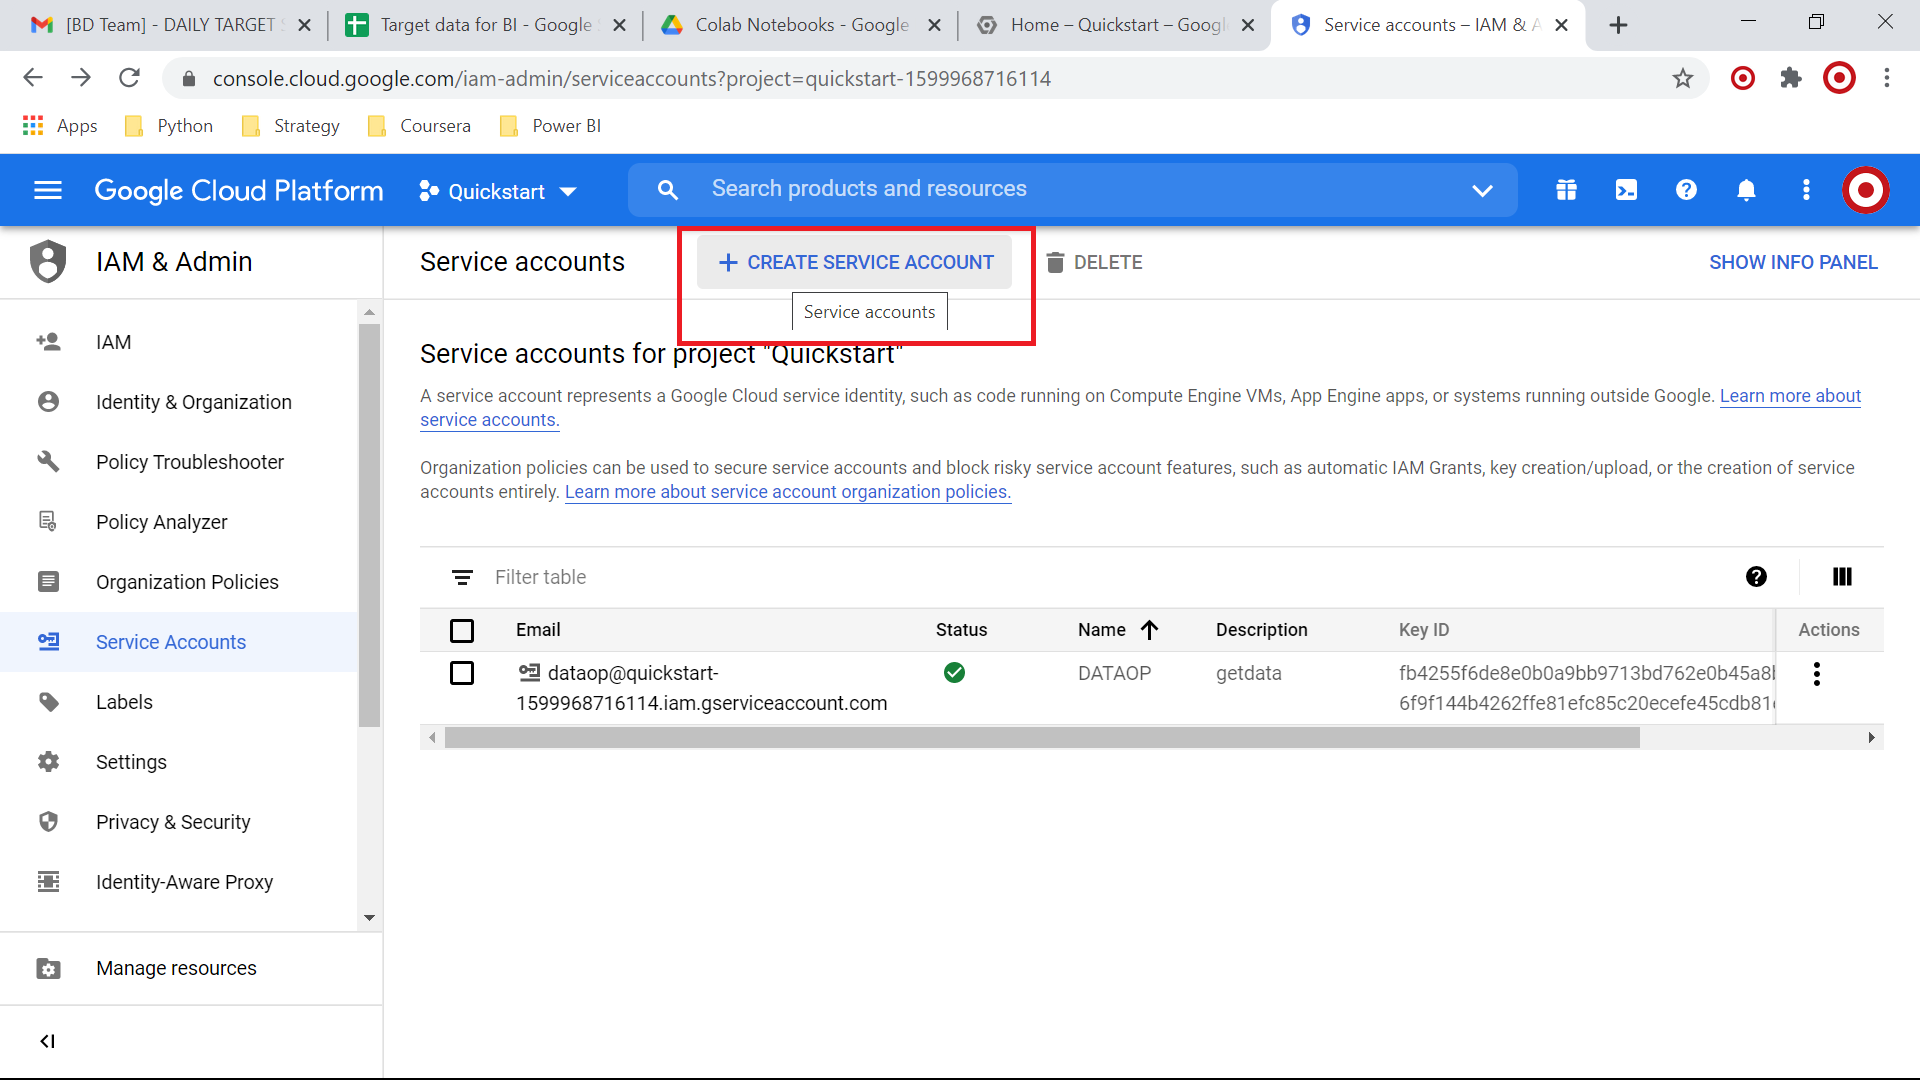 [BD Team] - DAILY TARGET
Target data for BI - Google
Colab Notebooks - Google
Home – Quickstart – Google
Service accounts – IAM & A
console.cloud.google.com/iam-admin/serviceaccounts?project=quickstart-1599968716114
Apps
Python
Strategy
Coursera
Power BI
Google Cloud Platform
Quickstart
Search products and resources
IAM & Admin
Service accounts
+ CREATE SERVICE ACCOUNT
DELETE
SHOW INFO PANEL
Service accounts
IAM
Identity & Organization
Policy Troubleshooter
Policy Analyzer
Organization Policies
Service Accounts
Labels
Settings
Privacy & Security
Identity-Aware Proxy
Manage resources
Service accounts for project "Quickstart"
A service account represents a Google Cloud service identity, such as code running on Compute Engine VMs, App Engine apps, or systems running outside Google. Learn more about
service accounts.
Organization policies can be used to secure service accounts and block risky service account features, such as automatic IAM Grants, key creation/upload, or the creation of service
accounts entirely. Learn more about service account organization policies.
Filter table
Email Status Name Description Key ID Actions
dataop@quickstart- DATAOP getdata fb4255f6de8e0b0a9bb9713bd762e0b45a8
1599968716114.iam.gserviceaccount.com 6f9f144b4262ffe81efc85c20ecefe45cdb81